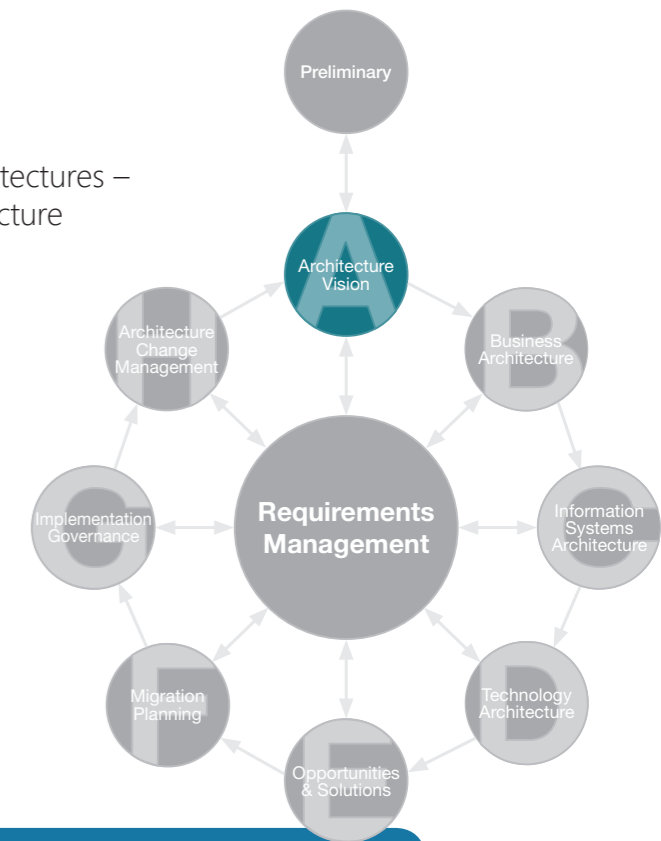 Preliminary
tectures –
cture
A
Architecture
Vision
H
Architecture
Change
Management
B
Business
Architecture
Requirements
Management
G
Implementation
Governance
C
Information
Systems
Architecture
F
Migration
Planning
D
Technology
Architecture
E
Opportunities
& Solutions